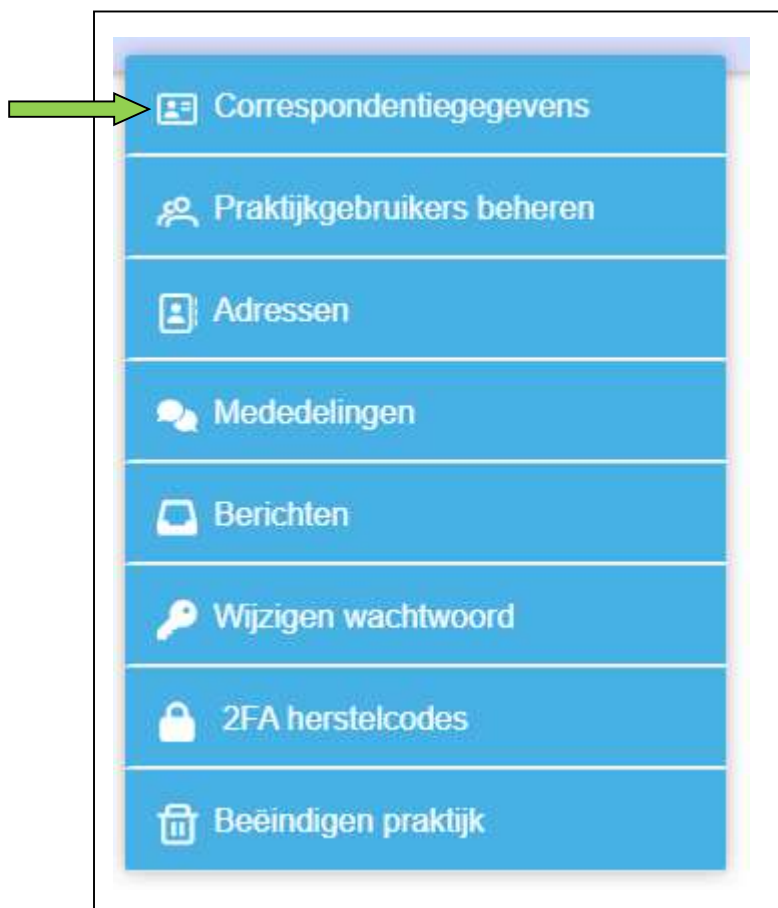 Correspondentiegegevens
Praktijkgebruikers beheren
Adressen
Mededelingen
Berichten
Wijzigen wachtwoord
2FA herstelcodes
Beëindigen praktijk